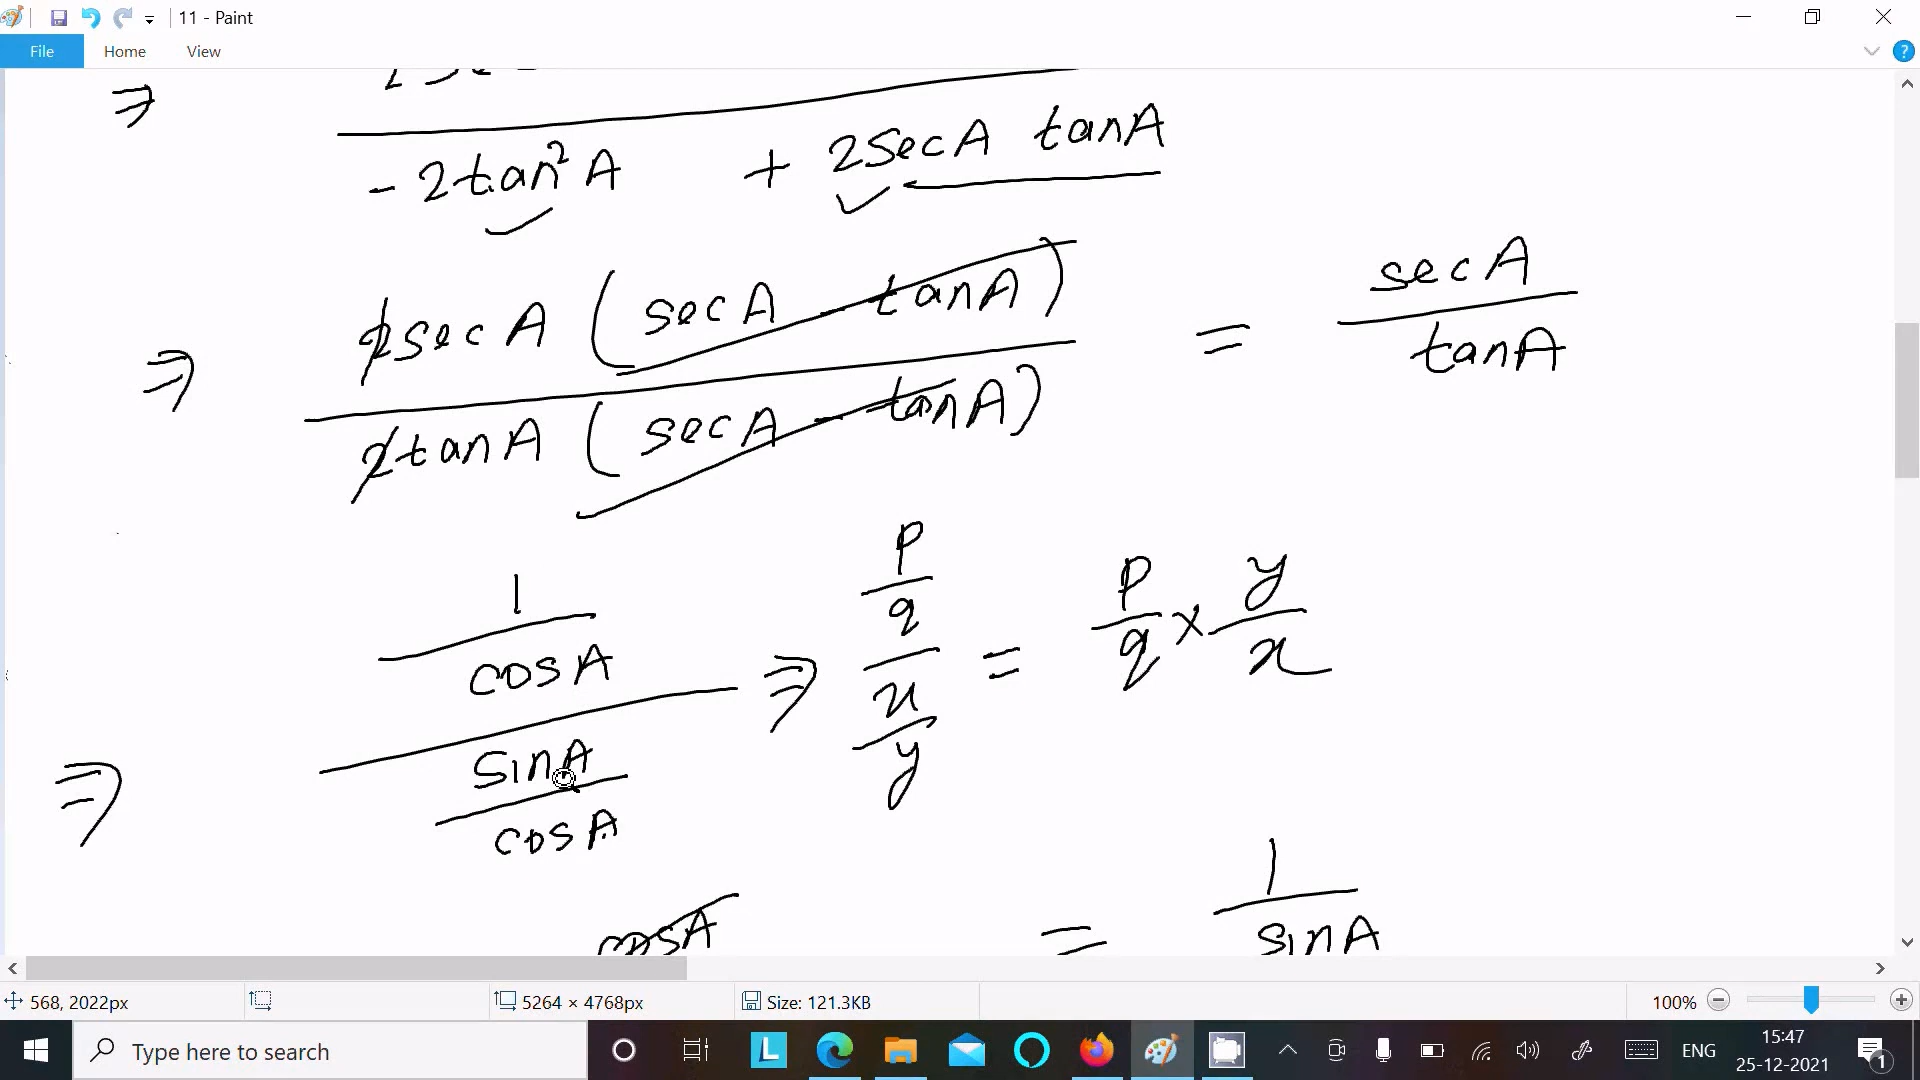 11 - Paint
File Home View
⇒
- 2tan²A + 2secA tanA
⇒ 2secA (secA - tanA) = secA
2tanA (secA - tanA) tanA
1
cosA ⇒ p/q / x/y = p/q × y/x
⇒ sinA
cosA
cosA = 1
sinA
568, 2022px 5264 × 4768px Size: 121.3KB 100%
Type here to search
ENG 15:47
25-12-2021
1